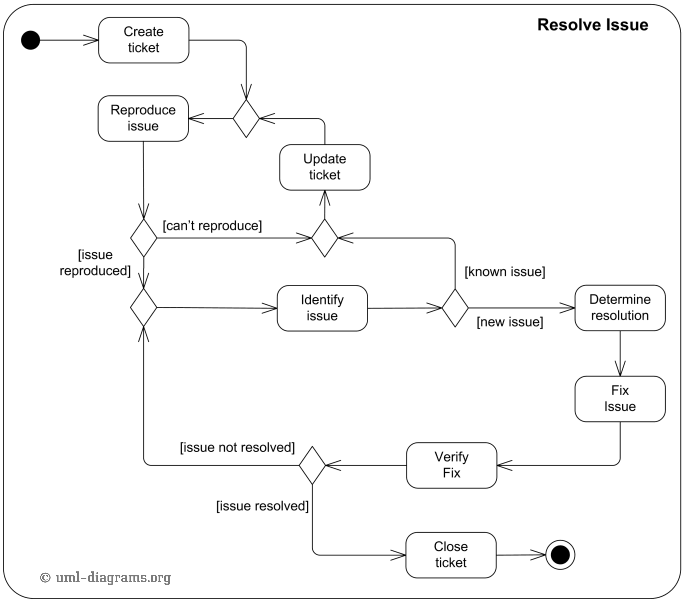 Resolve Issue
Create
ticket
Reproduce
issue
Update
ticket
[can't reproduce]
[issue
reproduced]
[known issue]
Identify
issue
Determine
resolution
[new issue]
Fix
Issue
[issue not resolved]
Verify
Fix
[issue resolved]
Close
ticket
© uml-diagrams.org